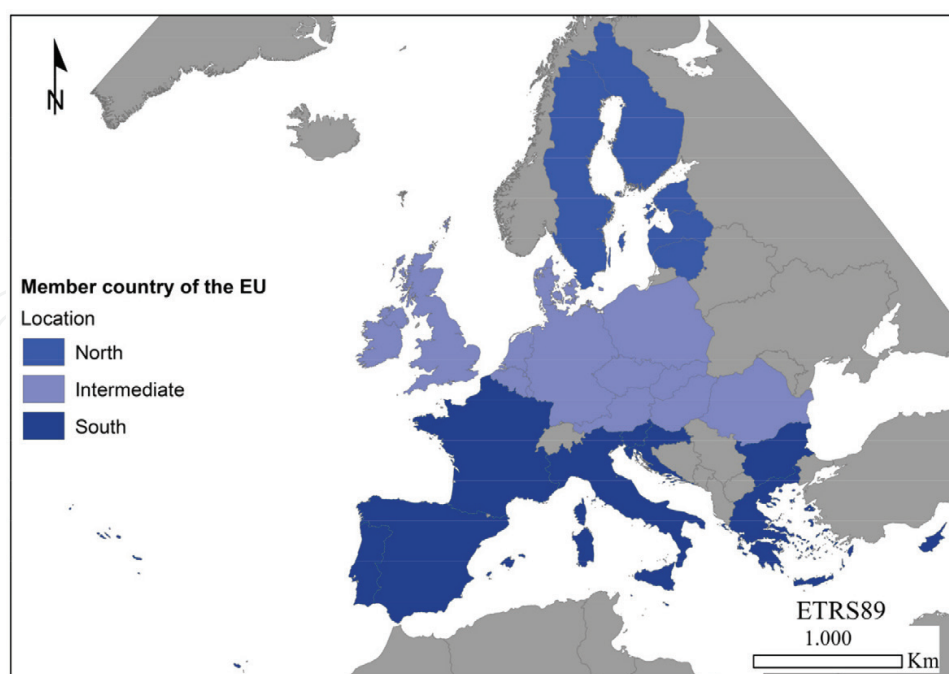 N
Member country of the EU
Location
North
Intermediate
South
ETRS89
1.000
Km